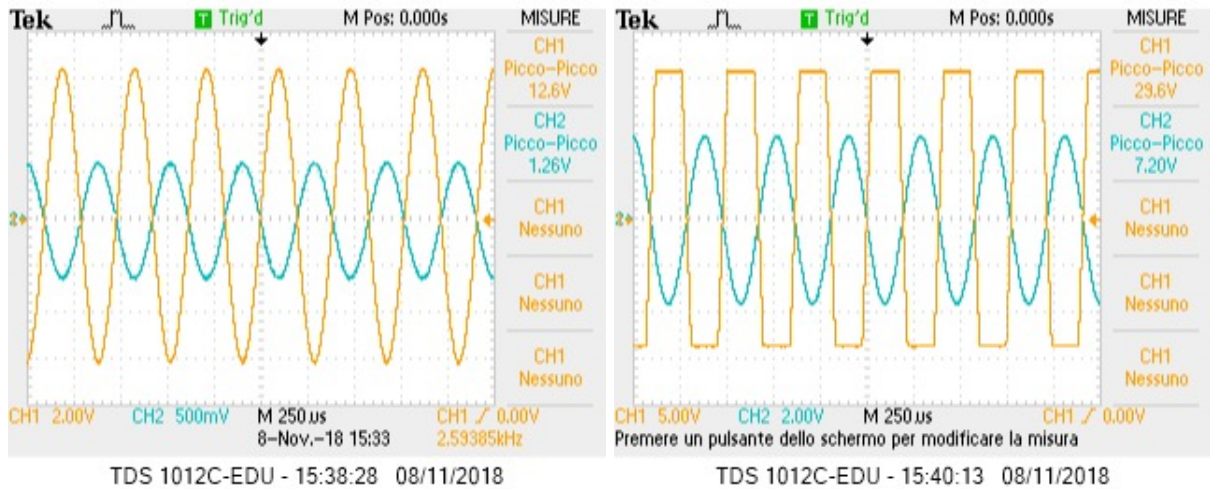 Tek
T Trig'd
M Pos: 0.000s
MISURE
CH1
Picco-Picco
12.6V
CH2
Picco-Picco
1.26V
CH1
Nessuno
CH1
Nessuno
CH1
Nessuno
2
CH1 2.00V
CH2 500mV
M 250us
CH1 / 0.00V
8-Nov.-18 15:33
2.59385kHz
TDS 1012C-EDU - 15:38:28 08/11/2018
Tek
T Trig'd
M Pos: 0.000s
MISURE
CH1
Picco-Picco
29.6V
CH2
Picco-Picco
7.20V
CH1
Nessuno
CH1
Nessuno
CH1
Nessuno
2
CH1 5.00V
CH2 2.00V
M 250us
CH1 / 0.00V
Premere un pulsante dello schermo per modificare la misura
TDS 1012C-EDU - 15:40:13 08/11/2018